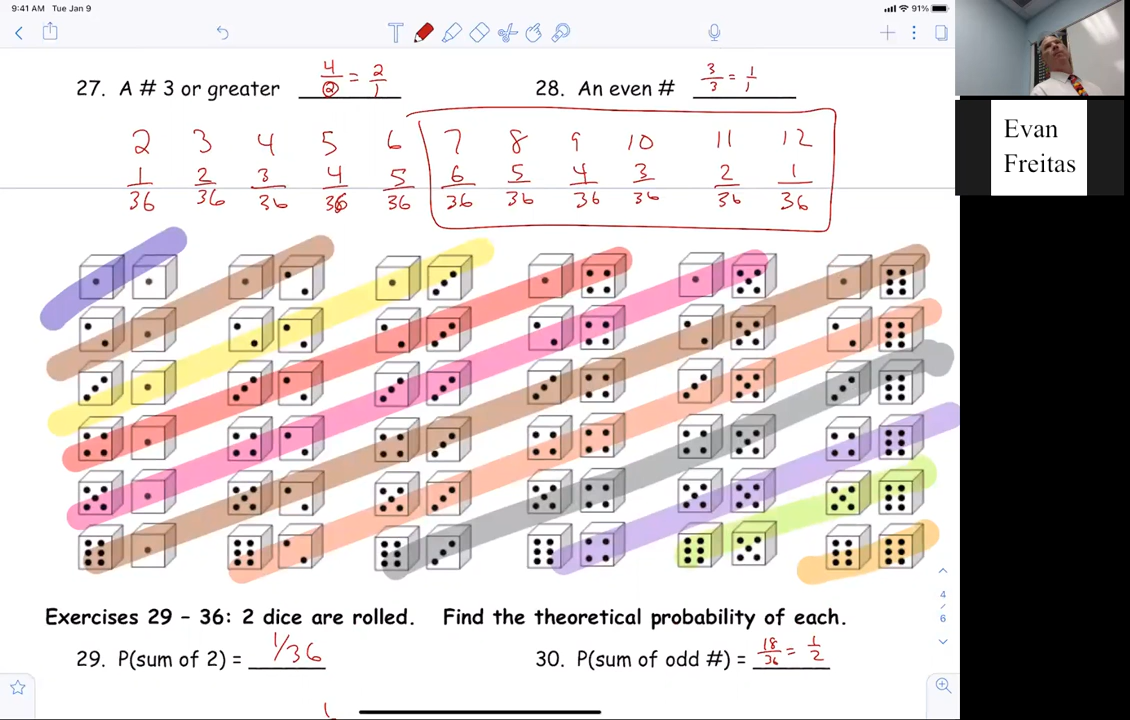 9:41 AM Tue Jan 9
91%
27. A # 3 or greater 4/2 = 2/1
28. An even # 3/3 = 1/1
2 3 4 5 6 7 8 9 10 11 12
1/36 2/36 3/36 4/36 5/36 6/36 5/36 4/36 3/36 2/36 1/36
Exercises 29 - 36: 2 dice are rolled. Find the theoretical probability of each.
29. P(sum of 2) = 1/36
30. P(sum of odd #) = 18/36 = 1/2
4
/
6
Evan
Freitas